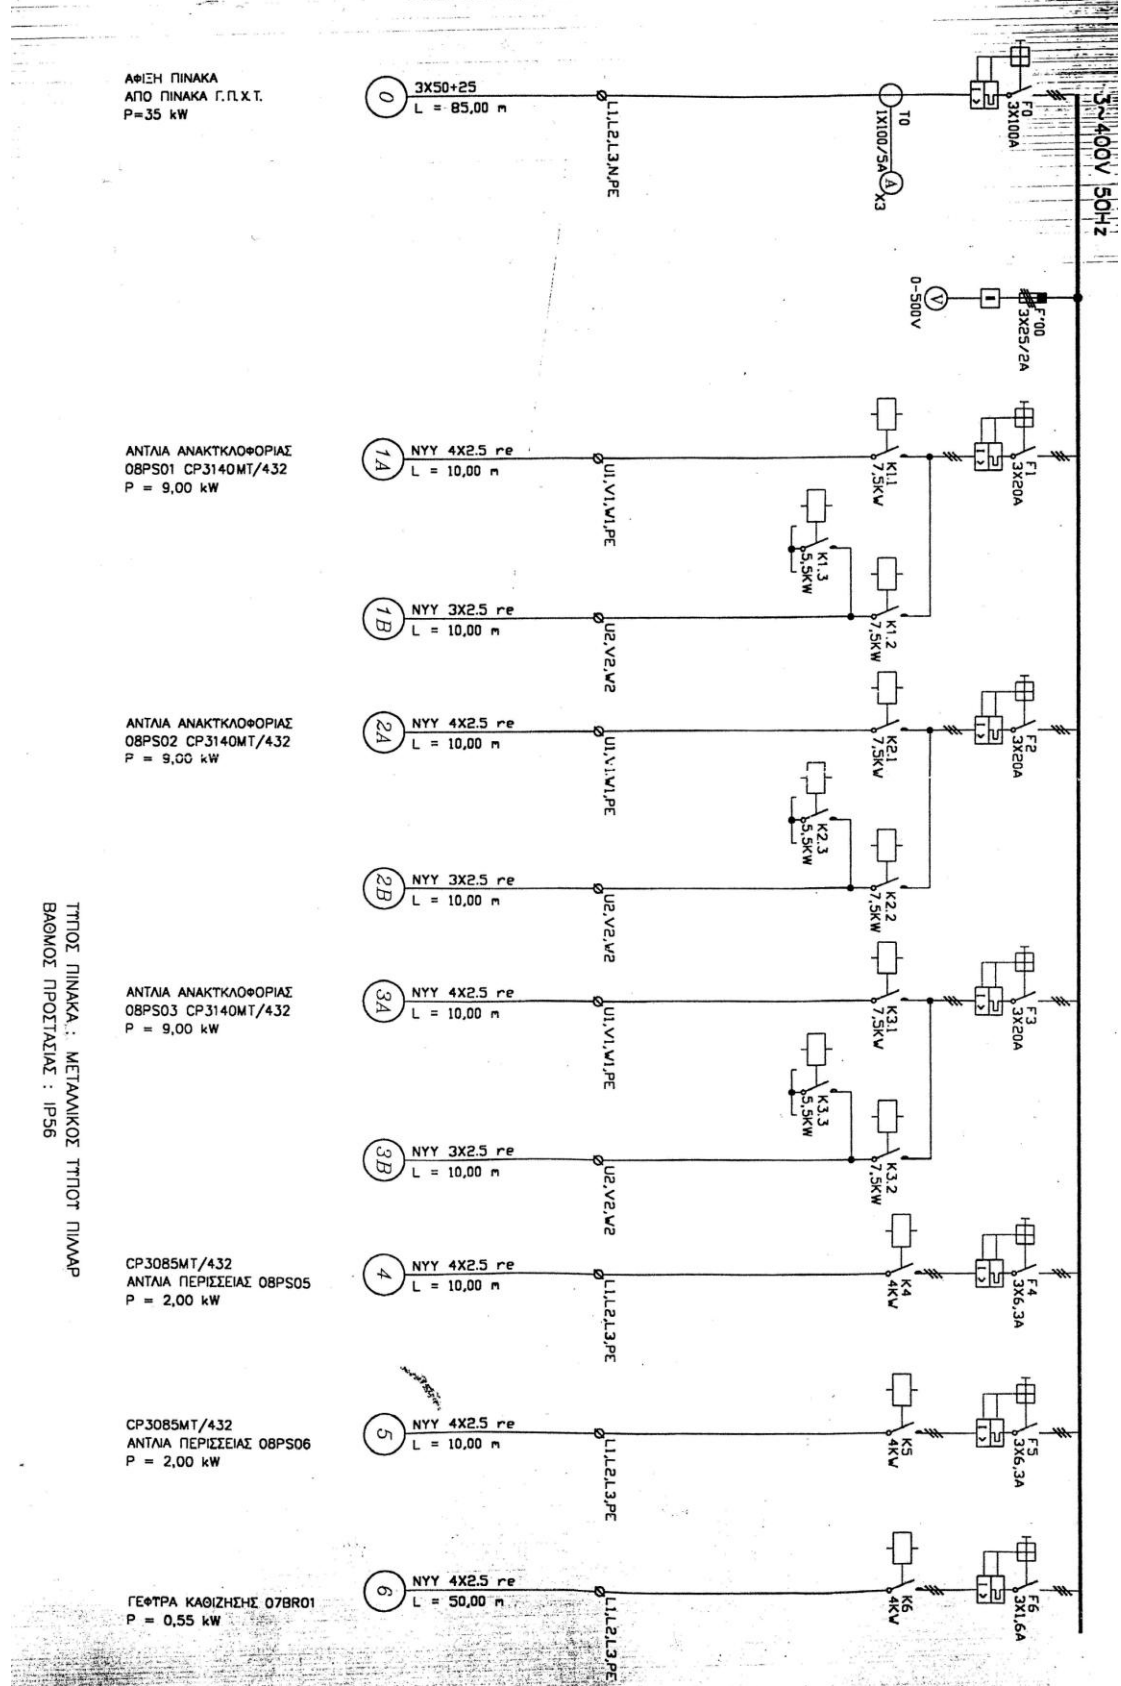 3~400V 50Hz
ΑΦΙΞΗ ΠΙΝΑΚΑ
ΑΠΟ ΠΙΝΑΚΑ Γ.Π.Χ.Τ.
P=35 kW
0
3X50+25
L = 85,00 m
L1,L2,L3,N,PE
T0
1X100/5A
A
X3
F0
3X100A
F'00
3X25/2A
V
0-500V
ΑΝΤΛΙΑ ΑΝΑΚΤΚΛΟΦΟΡΙΑΣ
08PS01 CP3140MT/432
P = 9,00 kW
1A
NYY 4X2.5 re
L = 10,00 m
U1,V1,W1,PE
K1.1
7,5KW
F1
3X20A
K1.3
5,5KW
1B
NYY 3X2.5 re
L = 10,00 m
U2,V2,W2
K1.2
7,5KW
ΑΝΤΛΙΑ ΑΝΑΚΤΚΛΟΦΟΡΙΑΣ
08PS02 CP3140MT/432
P = 9,00 kW
2A
NYY 4X2.5 re
L = 10,00 m
U1,V1,W1,PE
K2.1
7,5KW
F2
3X20A
K2.3
5,5KW
2B
NYY 3X2.5 re
L = 10,00 m
U2,V2,W2
K2.2
7,5KW
ΑΝΤΛΙΑ ΑΝΑΚΤΚΛΟΦΟΡΙΑΣ
08PS03 CP3140MT/432
P = 9,00 kW
3A
NYY 4X2.5 re
L = 10,00 m
U1,V1,W1,PE
K3.1
7,5KW
F3
3X20A
K3.3
5,5KW
3B
NYY 3X2.5 re
L = 10,00 m
U2,V2,W2
K3.2
7,5KW
CP3085MT/432
ΑΝΤΛΙΑ ΠΕΡΙΣΣΕΙΑΣ 08PS05
P = 2,00 kW
4
NYY 4X2.5 re
L = 10,00 m
L1,L2,L3,PE
K4
4KW
F4
3X6,3A
CP3085MT/432
ΑΝΤΛΙΑ ΠΕΡΙΣΣΕΙΑΣ 08PS06
P = 2,00 kW
5
NYY 4X2.5 re
L = 10,00 m
L1,L2,L3,PE
K5
4KW
F5
3X6,3A
ΓΕΦΤΡΑ ΚΑΘΙΖΗΣΗΣ 07BR01
P = 0,55 kW
6
NYY 4X2.5 re
L = 50,00 m
L1,L2,L3,PE
K6
4KW
F6
3X1,6A
ΤΤΠΟΣ ΠΙΝΑΚΑ : ΜΕΤΑΛΛΙΚΟΣ ΤΤΠΟΤ ΠΙΛΛΑΡ
ΒΑΘΜΟΣ ΠΡΟΣΤΑΣΙΑΣ : IP56